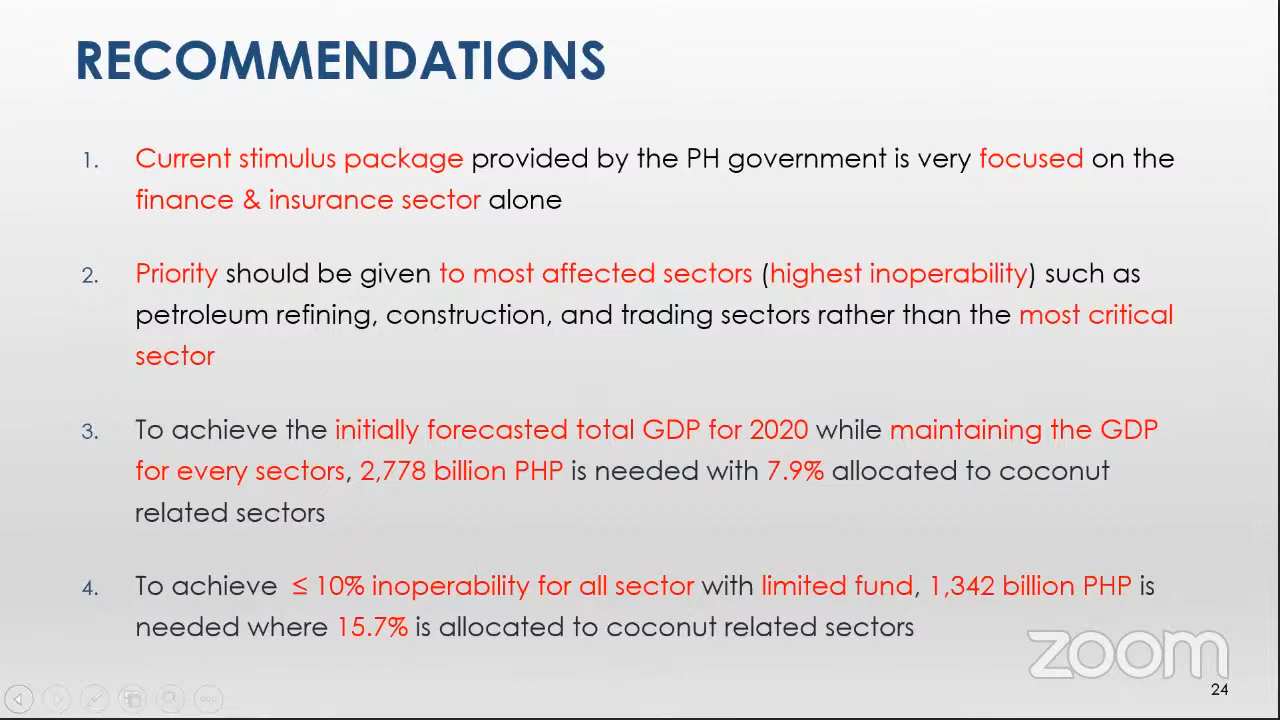 RECOMMENDATIONS
1. Current stimulus package provided by the PH government is very focused on the
finance & insurance sector alone
2. Priority should be given to most affected sectors (highest inoperability) such as
petroleum refining, construction, and trading sectors rather than the most critical
sector
3. To achieve the initially forecasted total GDP for 2020 while maintaining the GDP
for every sectors, 2,778 billion PHP is needed with 7.9% allocated to coconut
related sectors
4. To achieve ≤ 10% inoperability for all sector with limited fund, 1,342 billion PHP is
needed where 15.7% is allocated to coconut related sectors
zoom
24